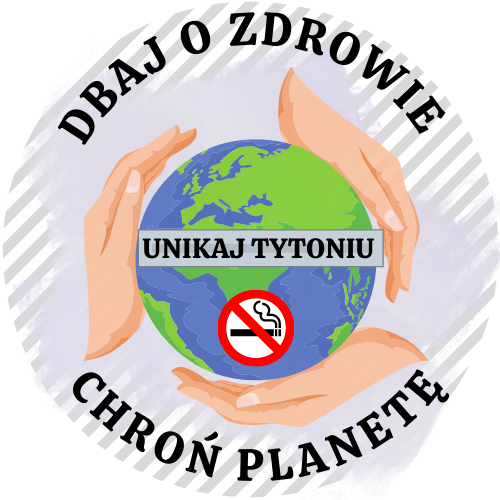 DBAJ O ZDROWIE
UNIKAJ TYTONIU
CHROŃ PLANETĘ